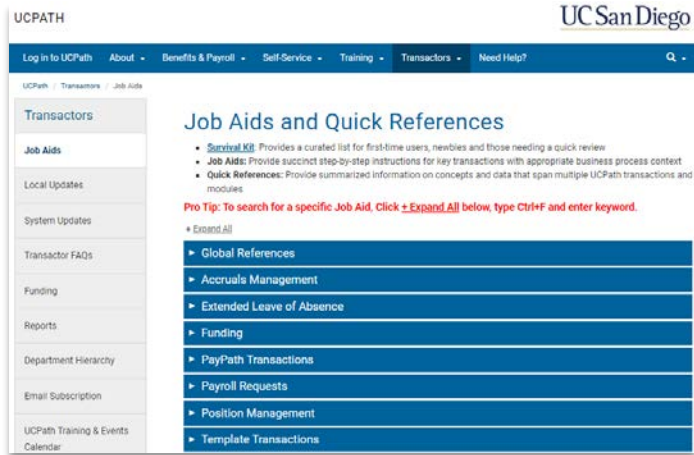 UCPATH
UC San Diego
Log in to UCPath About Benefits & Payroll Self-Service Training Transactors Need Help?
UCPath / Transactors / Job Aids
Transactors
Job Aids
Local Updates
System Updates
Transactor FAQs
Funding
Reports
Department Hierarchy
Email Subscription
UCPath Training & Events
Calendar
Job Aids and Quick References
Survival Kit: Provides a curated list for first-time users, newbies and those needing a quick review
Job Aids: Provide succinct step-by-step instructions for key transactions with appropriate business process context
Quick References: Provide summarized information on concepts and data that span multiple UCPath transactions and
modules
Pro Tip: To search for a specific Job Aid, Click + Expand All below, type Ctrl+F and enter keyword.
+ Expand All
Global References
Accruals Management
Extended Leave of Absence
Funding
PayPath Transactions
Payroll Requests
Position Management
Template Transactions